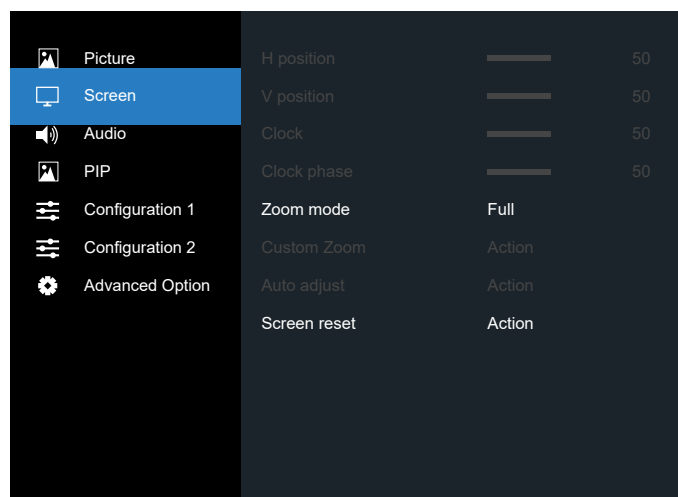 Picture
Screen
Audio
PIP
Configuration 1
Configuration 2
Advanced Option
H position 50
V position 50
Clock 50
Clock phase 50
Zoom mode Full
Custom Zoom Action
Auto adjust Action
Screen reset Action